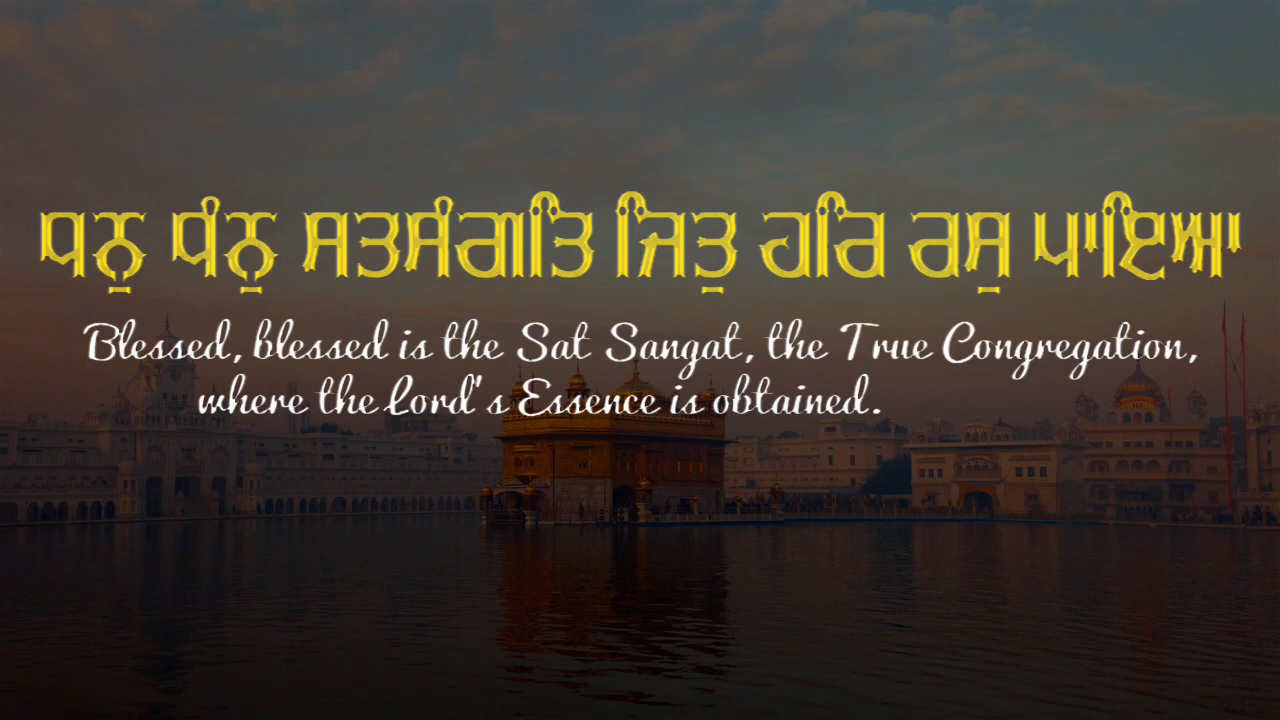 ਧਨੁ ਧੰਨੁ ਸਤਸੰਗਤਿ ਜਿਤੁ ਹਰਿ ਰਸੁ ਪਾਇਆ
Blessed, blessed is the Sat Sangat, the True Congregation,
where the Lord's Essence is obtained.